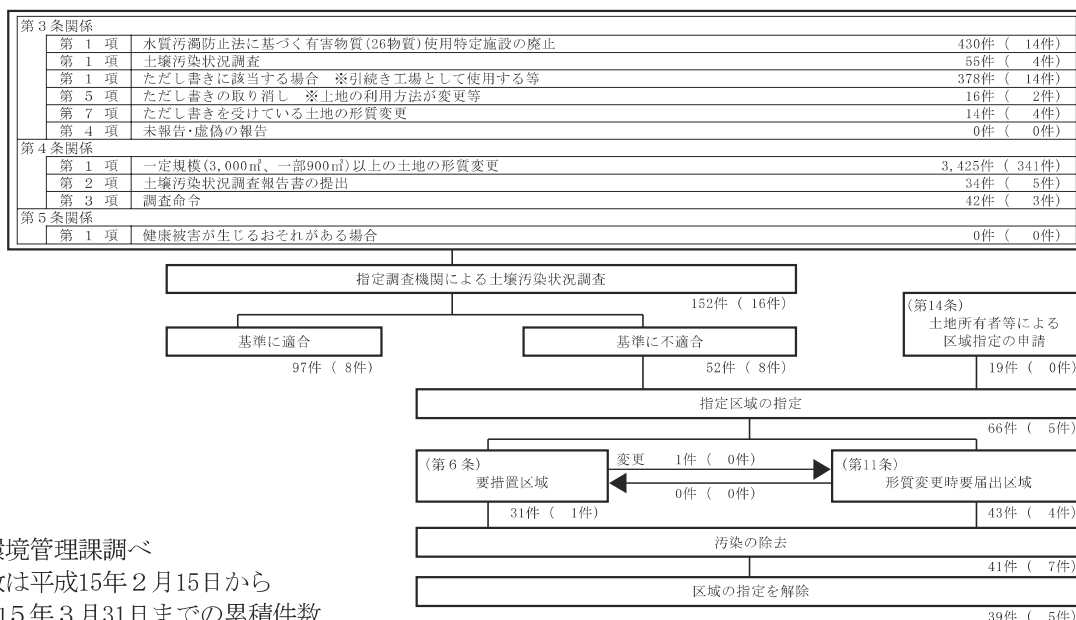 第３条関係
第 １ 項 水質汚濁防止法に基づく有害物質(26物質)使用特定施設の廃止 430件 ( 14件)
第 １ 項 土壌汚染状況調査 55件 ( 4件)
第 １ 項 ただし書きに該当する場合 ※引続き工場として使用する等 378件 ( 14件)
第 ５ 項 ただし書きの取り消し ※土地の利用方法が変更等 16件 ( 2件)
第 ７ 項 ただし書きを受けている土地の形質変更 14件 ( 4件)
第 ４ 項 未報告・虚偽の報告 0件 ( 0件)
第４条関係
第 １ 項 一定規模(3,000㎡、一部900㎡)以上の土地の形質変更 3,425件 ( 341件)
第 ２ 項 土壌汚染状況調査報告書の提出 34件 ( 5件)
第 ３ 項 調査命令 42件 ( 3件)
第５条関係
第 １ 項 健康被害が生じるおそれがある場合 0件 ( 0件)
指定調査機関による土壌汚染状況調査
152件 ( 16件)
(第14条)
土地所有者等による
区域指定の申請
19件 ( 0件)
基準に適合
97件 ( 8件)
基準に不適合
52件 ( 8件)
指定区域の指定
66件 ( 5件)
(第６条)
要措置区域
31件 ( 1件)
変更 1件 ( 0件)
0件 ( 0件)
(第11条)
形質変更時要届出区域
43件 ( 4件)
汚染の除去
41件 ( 7件)
区域の指定を解除
39件 ( 5件)
環境管理課調べ
は平成15年２月15日から
15年３月31日までの累積件数